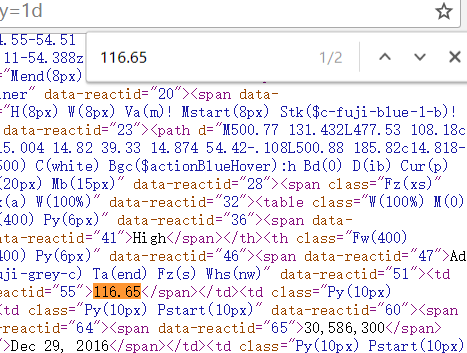 y=1d
116.65
1/2
4.55-54.51
11-54.388z
="Mend(8px)
iner" data-reactid="20"><span data-
="H(8px) W(8px) Va(m)! Mstart(8px) Stk($c-fuji-blue-1-b)!
data-reactid="23"><path d="M500.77 131.432L477.53 108.18c
15.004 14.82 39.33 14.874 54.42-.108L500.88 185.82c14.818-
500) C(white) Bgc($actionBlueHover):h Bd(0) D(ib) Cur(p)
(20px) Mb(15px)" data-reactid="28"><span class="Fz(xs)"
x(a) W(100%)" data-reactid="32"><table class="W(100%) M(0)
(400) Py(6px)" data-reactid="36"><span data-
data-reactid="41">High</span></th><th class="Fw(400)
400) Py(6px)" data-reactid="46"><span data-reactid="47">Ad
uji-grey-c) Ta(end) Fz(s) Whs(nw)" data-reactid="51"><td
eactid="55">116.65</span></td><td class="Py(10px)
="Py(10px) Pstart(10px)" data-reactid="60"><span
="64"><span data-reactid="65">30,586,300</span>
">Dec 29, 2016</span></td><td class="Py(10px) Pstart(10px)